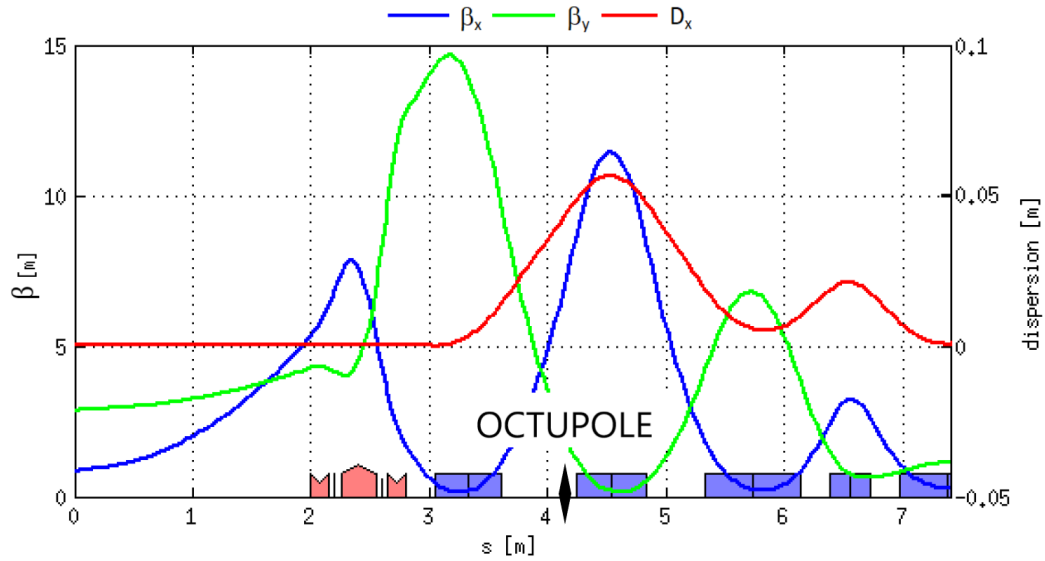 βx βy Dx
15 0.1
10 0.05
5 0
0 -0.05
β [m]
dispersion [m]
OCTUPOLE
0 1 2 3 4 5 6 7
s [m]